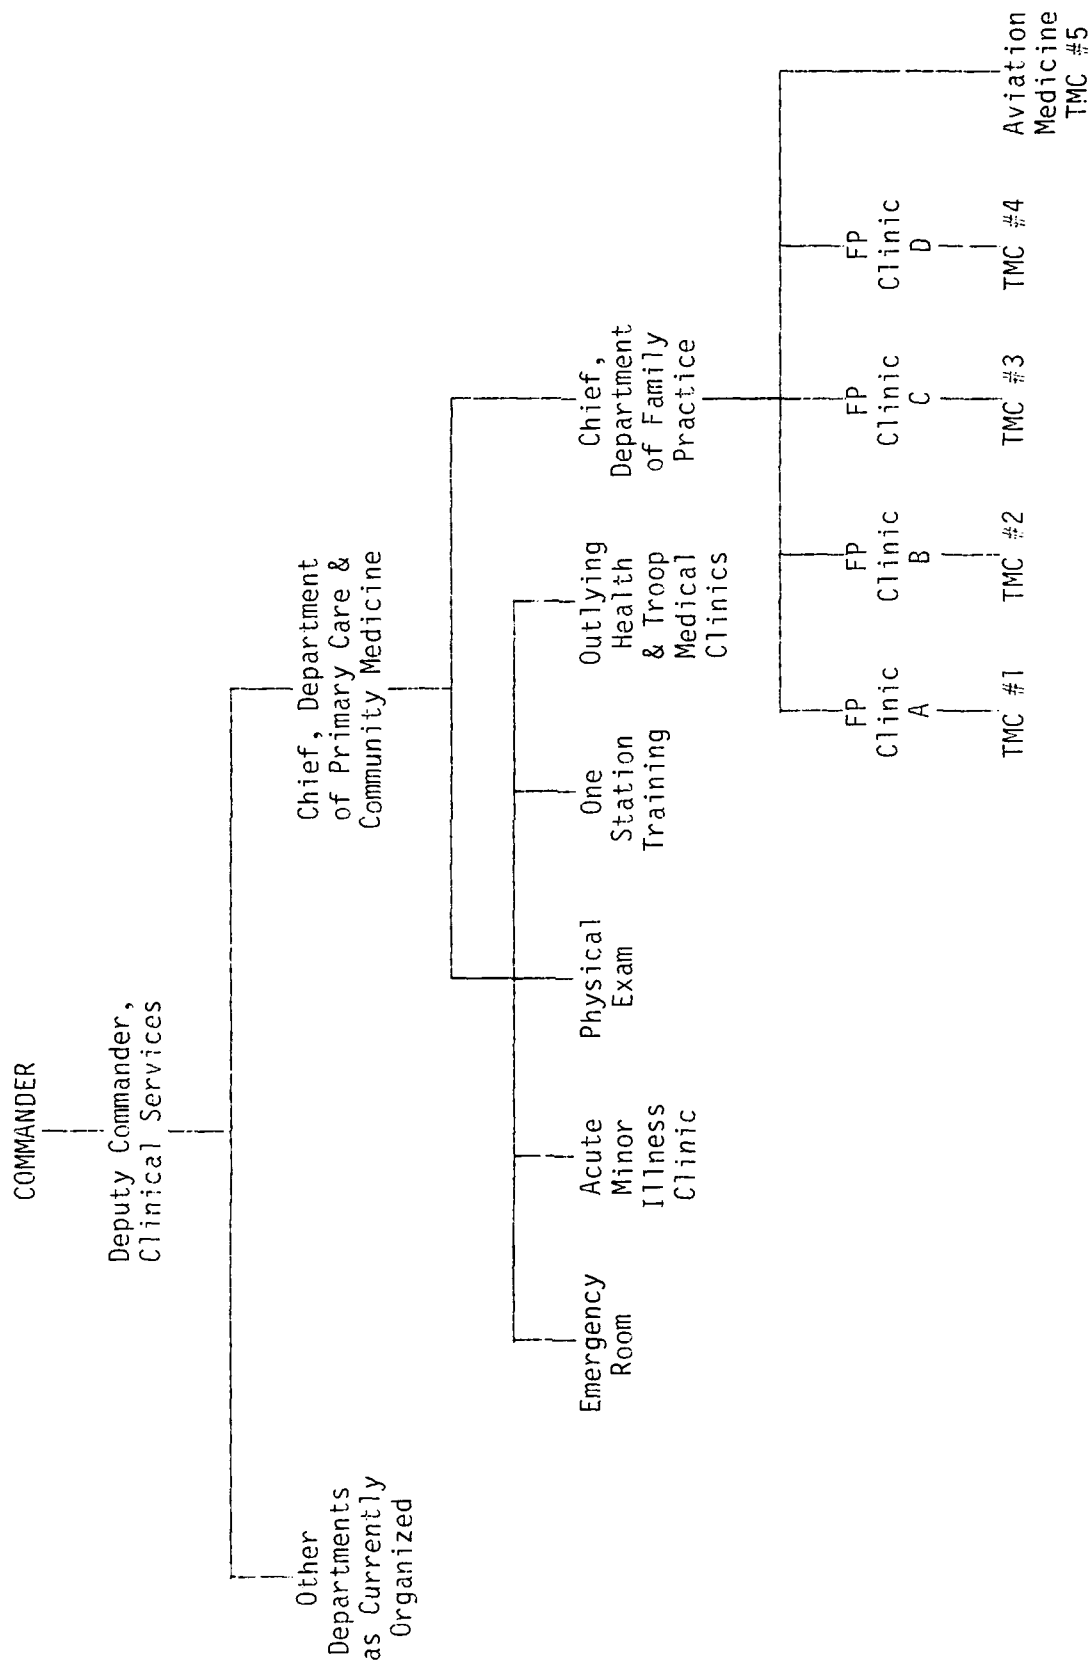 COMMANDER
Deputy Commander,
Clinical Services
Other
Departments
as Currently
Organized
Chief, Department
of Primary Care &
Community Medicine
Emergency
Room
Acute
Minor
Illness
Clinic
Physical
Exam
One
Station
Training
Outlying
Health
& Troop
Medical
Clinics
Chief,
Department
of Family
Practice
FP
Clinic
A
TMC #1
FP
Clinic
B
TMC #2
FP
Clinic
C
TMC #3
FP
Clinic
D
TMC #4
Aviation
Medicine
TMC #5